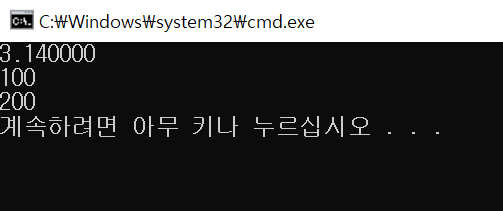 C:₩Windows₩system32₩cmd.exe
3.140000
100
200
계속하려면 아무 키나 누르십시오 . . .